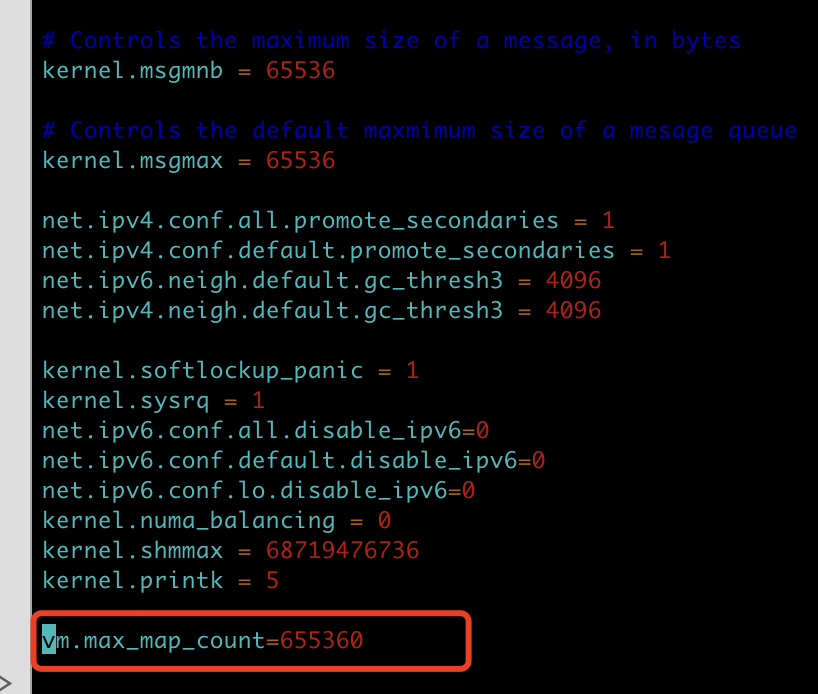 # Controls the maximum size of a message, in bytes
kernel.msgmnb = 65536
# Controls the default maxmimum size of a mesage queue
kernel.msgmax = 65536
net.ipv4.conf.all.promote_secondaries = 1
net.ipv4.conf.default.promote_secondaries = 1
net.ipv6.neigh.default.gc_thresh3 = 4096
net.ipv4.neigh.default.gc_thresh3 = 4096
kernel.softlockup_panic = 1
kernel.sysrq = 1
net.ipv6.conf.all.disable_ipv6=0
net.ipv6.conf.default.disable_ipv6=0
net.ipv6.conf.lo.disable_ipv6=0
kernel.numa_balancing = 0
kernel.shmmax = 68719476736
kernel.printk = 5
vm.max_map_count=655360